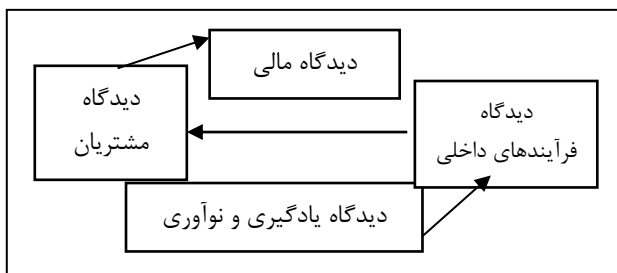 دیدگاه مالی
دیدگاه
فرآیندهای داخلی
دیدگاه
مشتریان
دیدگاه یادگیری و نوآوری